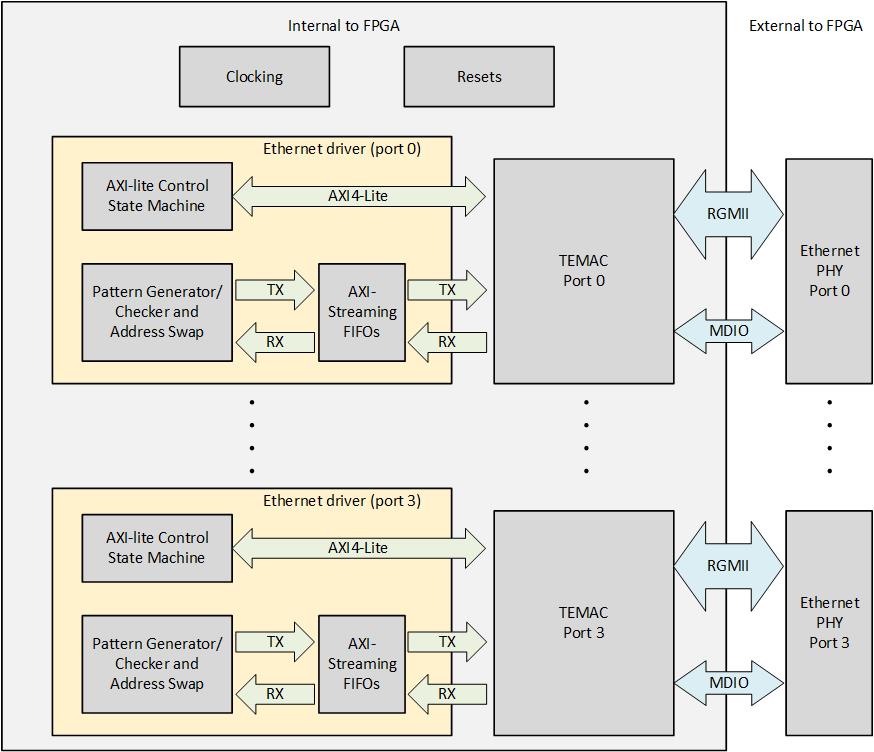 Internal to FPGA
External to FPGA
Clocking
Resets
Ethernet driver (port 0)
AXI-lite Control
State Machine
AXI4-Lite
Pattern Generator/
Checker and
Address Swap
TX
RX
AXI-
Streaming
FIFOs
TX
RX
TEMAC
Port 0
RGMII
MDIO
Ethernet
PHY
Port 0
Ethernet driver (port 3)
AXI-lite Control
State Machine
AXI4-Lite
Pattern Generator/
Checker and
Address Swap
TX
RX
AXI-
Streaming
FIFOs
TX
RX
TEMAC
Port 3
RGMII
MDIO
Ethernet
PHY
Port 3